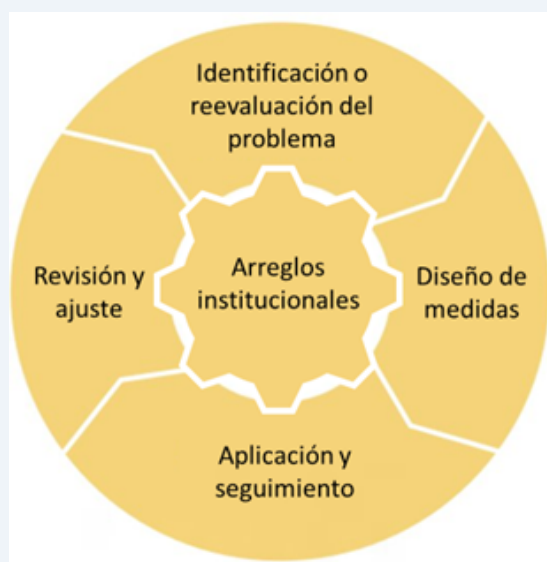 Identificación o
reevaluación del
problema
Revisión y
ajuste
Arreglos
institucionales
Diseño de
medidas
Aplicación y
seguimiento